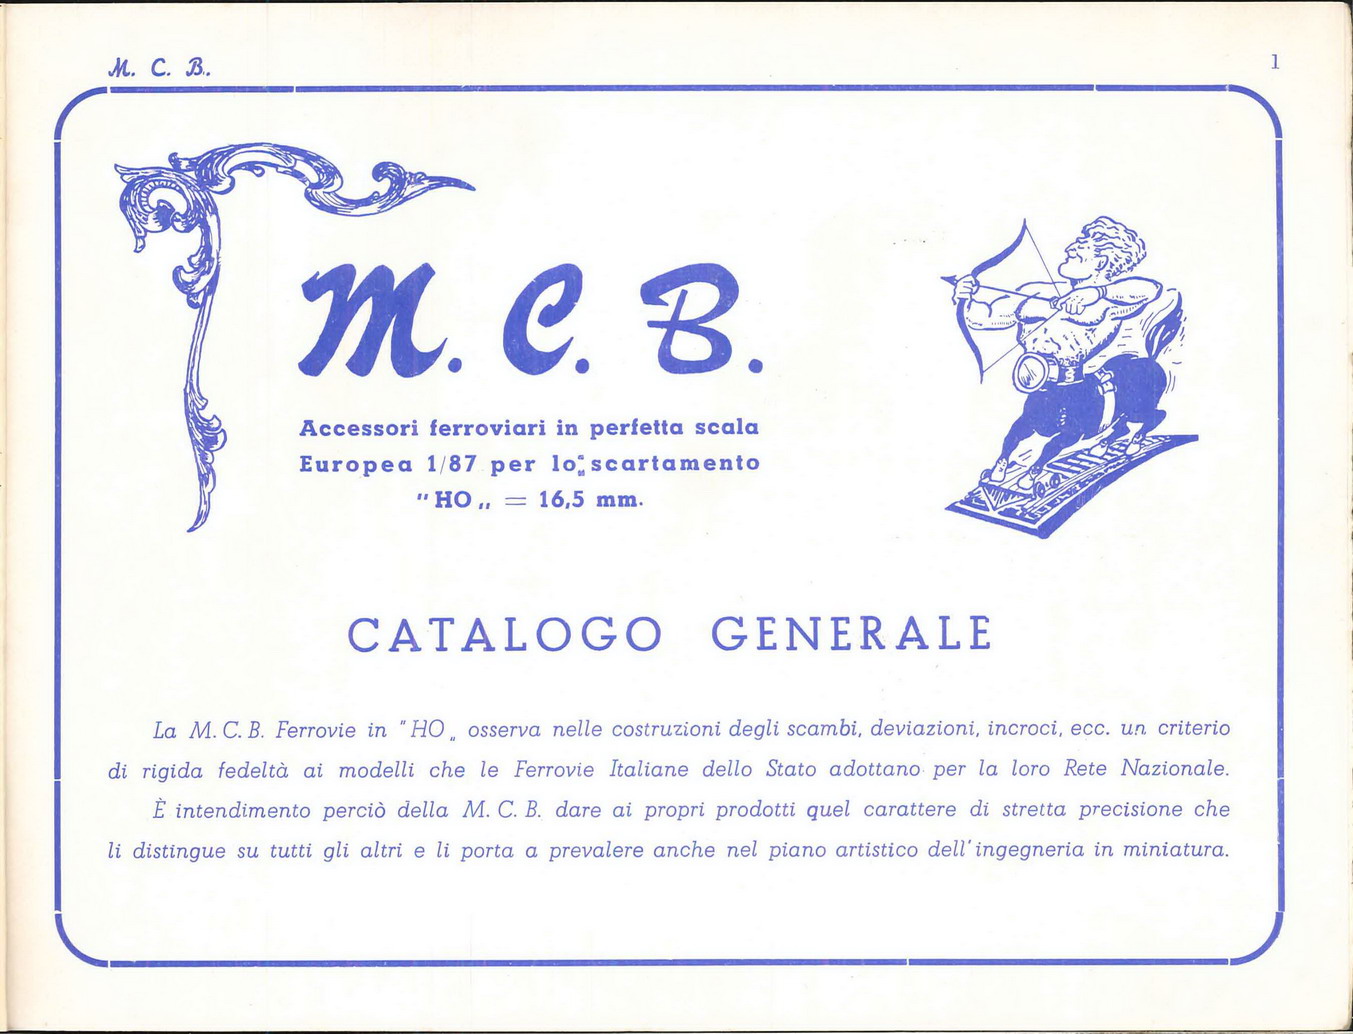 M. C. B.
1
M. C. B.
Accessori ferroviari in perfetta scala
Europea 1/87 per lo scartamento
"HO„ = 16,5 mm.
CATALOGO GENERALE
La M. C. B. Ferrovie in "HO„ osserva nelle costruzioni degli scambi, deviazioni, incroci, ecc. un criterio
di rigida fedeltà ai modelli che le Ferrovie Italiane dello Stato adottano per la loro Rete Nazionale.
È intendimento perciò della M. C. B. dare ai propri prodotti quel carattere di stretta precisione che
li distingue su tutti gli altri e li porta a prevalere anche nel piano artistico dell'ingegneria in miniatura.